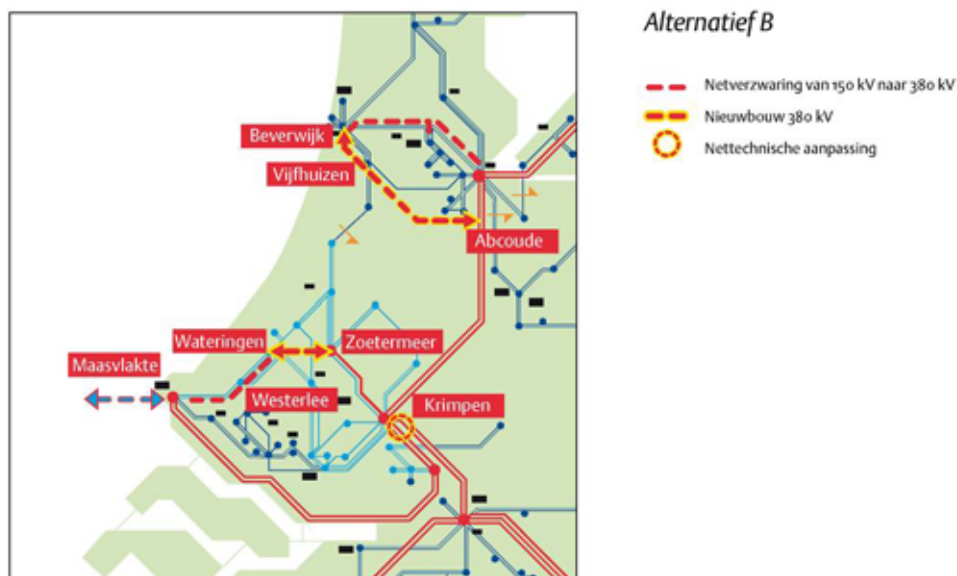 Alternatief B
Netverzwaring van 150 kV naar 380 kV
Nieuwbouw 380 kV
Nettechnische aanpassing
Beverwijk
Vijfhuizen
Abcoude
Wateringen
Zoetermeer
Maasvlakte
Westerlee
Krimpen